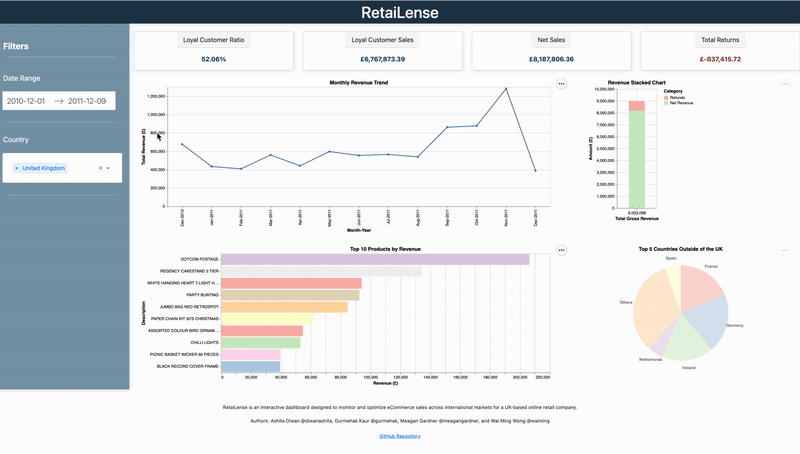 RetaiLense
Filters
Date Range
2010-12-01 → 2011-12-09
Country
× United Kingdom ×
Loyal Customer Ratio
52.06%
Loyal Customer Sales
£6,767,873.39
Net Sales
£8,187,806.36
Total Returns
£-837,415.72
Monthly Revenue Trend
Total Revenue (£)
1,200,000
1,000,000
800,000
600,000
400,000
200,000
0
Dec-2010
Jan-2011
Feb-2011
Mar-2011
Apr-2011
May-2011
Jun-2011
Jul-2011
Aug-2011
Sep-2011
Oct-2011
Nov-2011
Dec-2011
Month-Year
Revenue Stacked Chart
Amount (£)
10,000,000
9,000,000
8,000,000
7,000,000
6,000,000
5,000,000
4,000,000
3,000,000
2,000,000
1,000,000
0
Total Gross Revenue
Category
Refunds
Net Revenue
Top 10 Products by Revenue
Description
DOTCOM POSTAGE
REGENCY CAKESTAND 3 TIER
WHITE HANGING HEART T-LIGHT H…
PARTY BUNTING
JUMBO BAG RED RETROSPOT
PAPER CHAIN KIT 50'S CHRISTMAS
ASSORTED COLOUR BIRD ORNAM…
CHILLI LIGHTS
PICNIC BASKET WICKER 60 PIECES
BLACK RECORD COVER FRAME
0
20,000
40,000
60,000
80,000
100,000
120,000
140,000
160,000
180,000
200,000
220,000
Revenue (£)
Top 5 Countries Outside of the UK
Spain
France
Others
Germany
Netherlands
Ireland
RetaiLense is an interactive dashboard designed to monitor and optimize eCommerce sales across international markets for a UK-based online retail company.
Authors: Ashita Diwan @diwanashita, Gurmehak Kaur @gurmehak, Meagan Gardner @meagangardner, and Wai Ming Wong @waiming
GitHub Repository